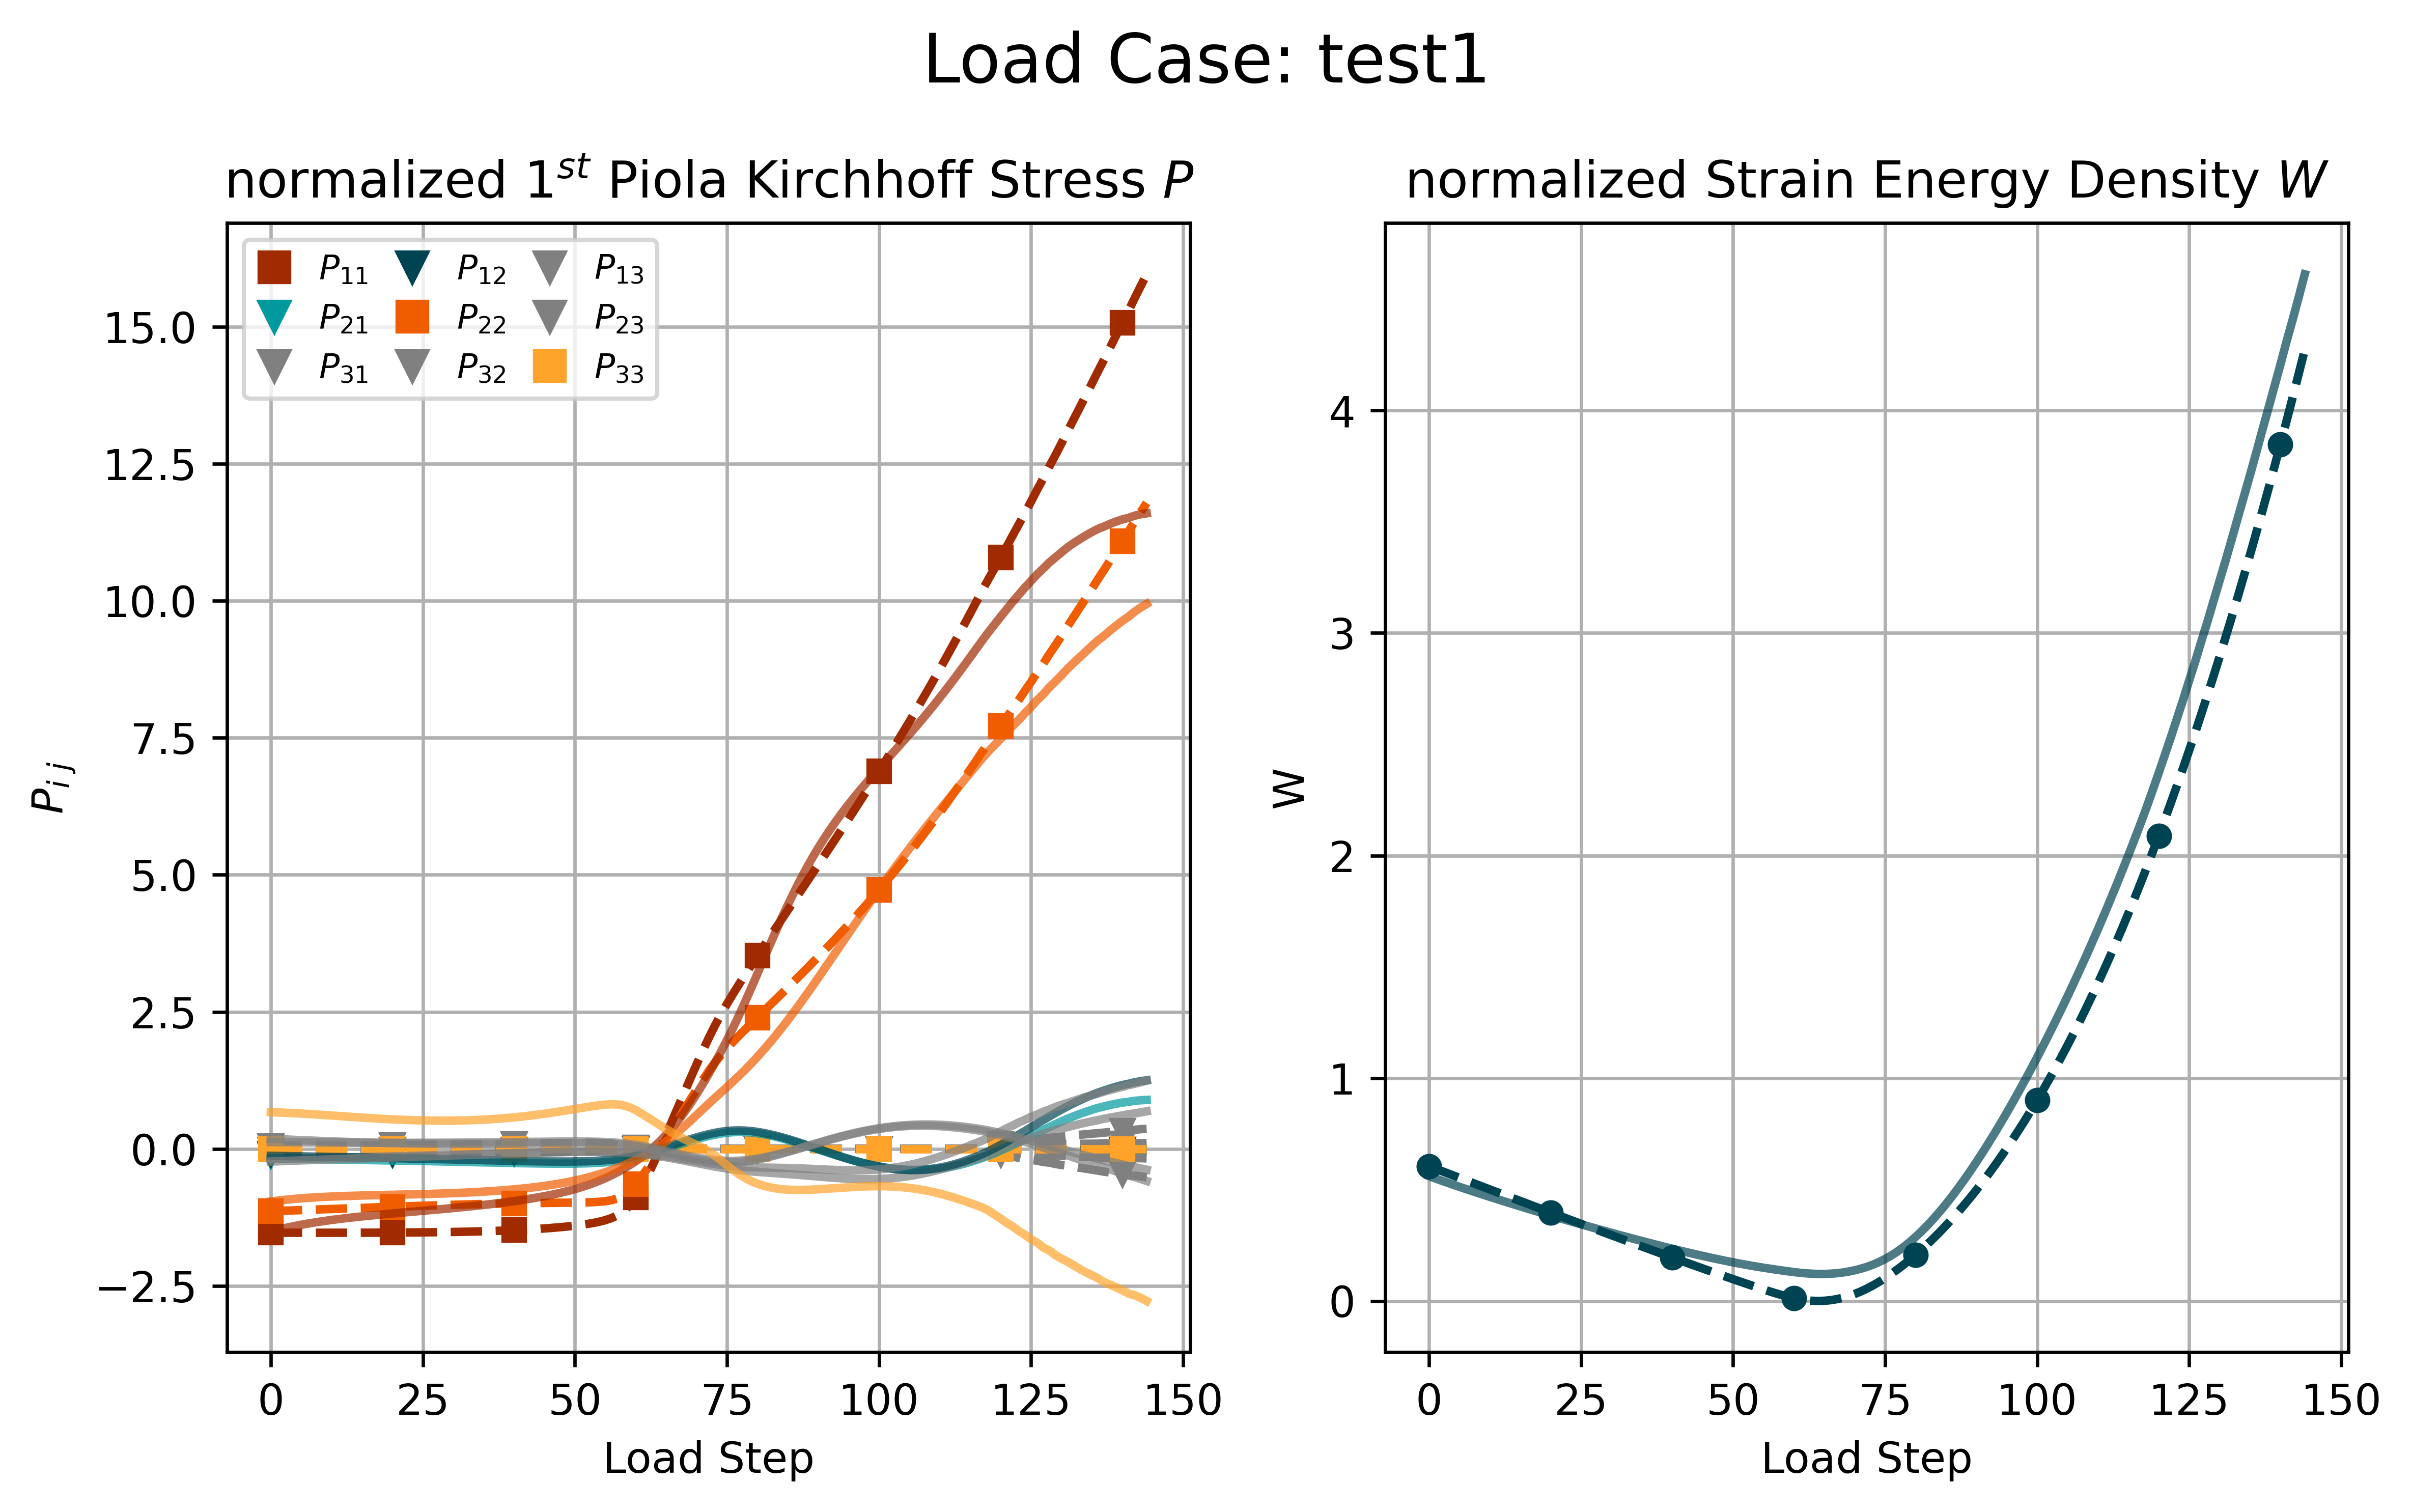 Load Case: test1
normalized 1st Piola Kirchhoff Stress P
P11 P12 P13
P21 P22 P23
P31 P32 P33
15.0
12.5
10.0
7.5
5.0
2.5
0.0
−2.5
Pi j
0 25 50 75 100 125 150
Load Step
normalized Strain Energy Density W
4
3
2
1
0
W
0 25 50 75 100 125 150
Load Step